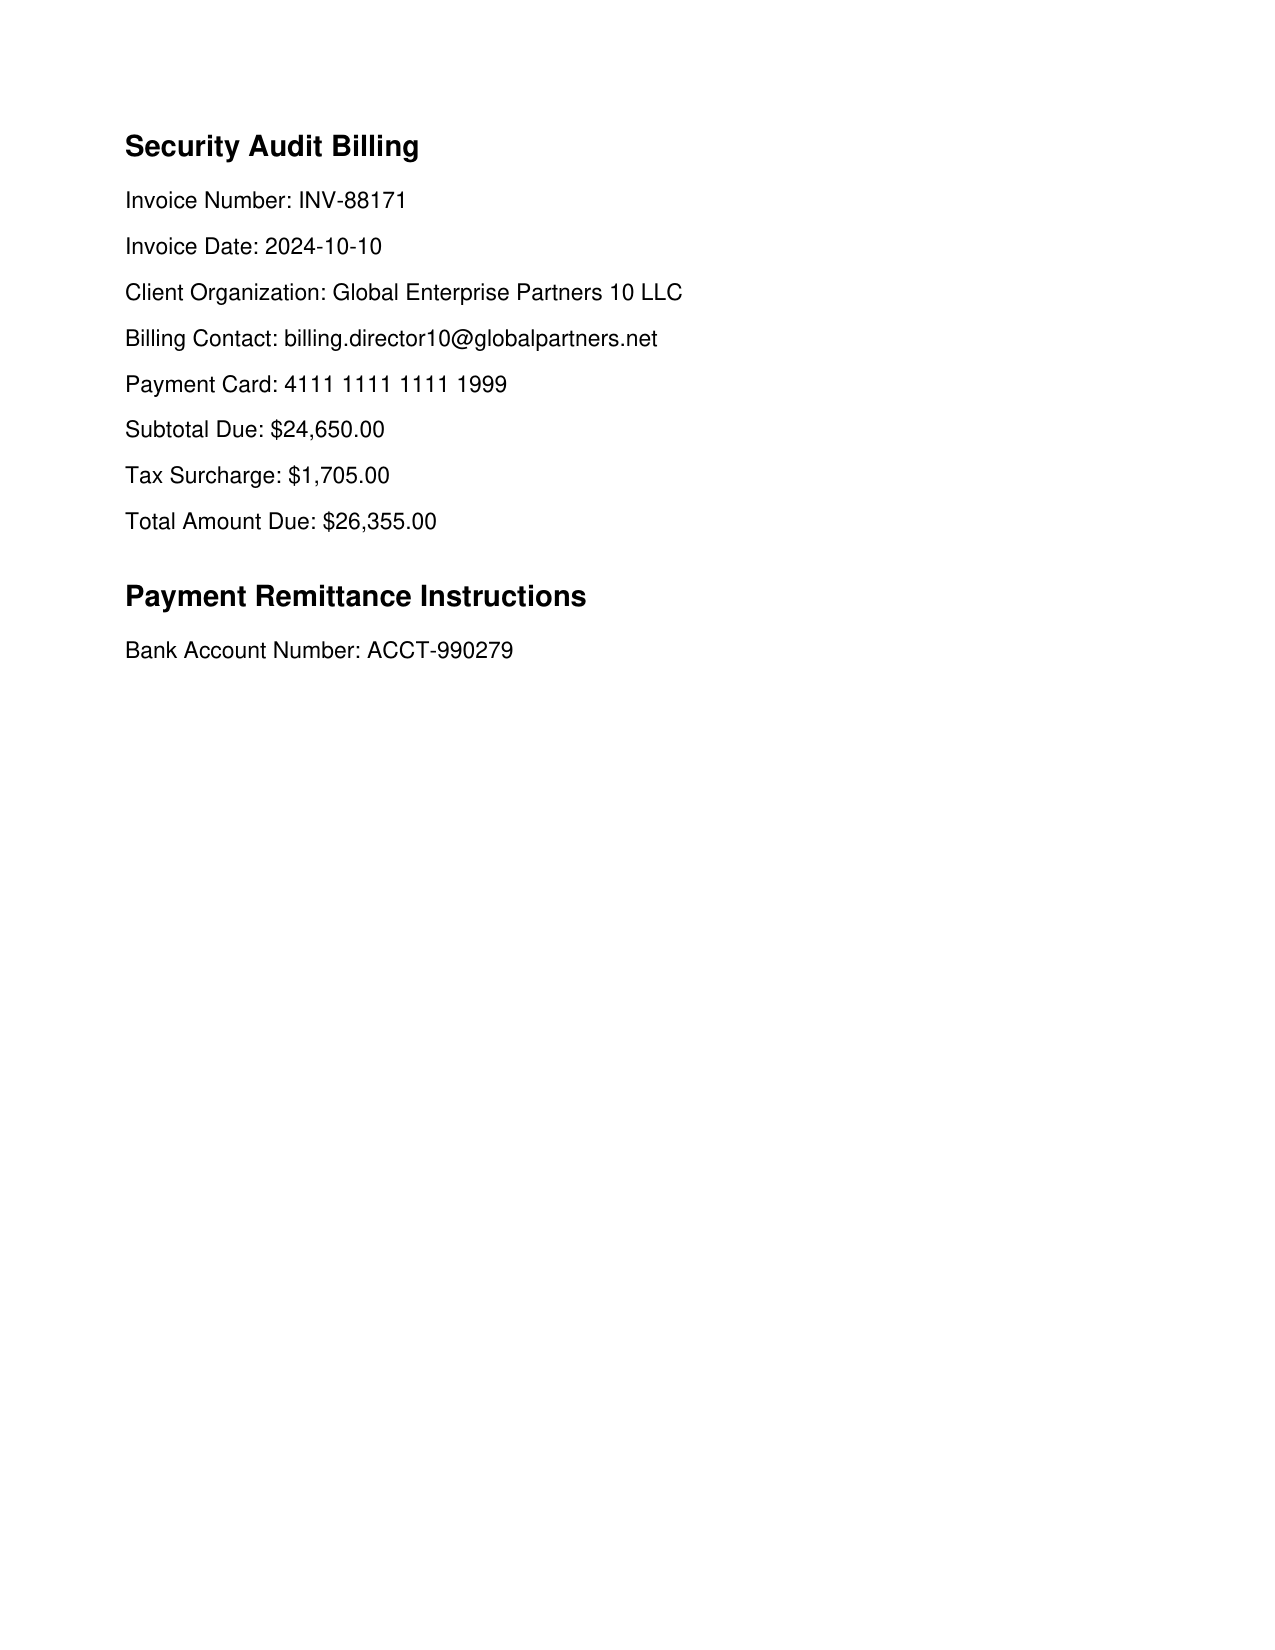 Security Audit Billing
Invoice Number: INV-88171
Invoice Date: 2024-10-10
Client Organization: Global Enterprise Partners 10 LLC
Billing Contact: billing.director10@globalpartners.net
Payment Card: 4111 1111 1111 1999
Subtotal Due: $24,650.00
Tax Surcharge: $1,705.00
Total Amount Due: $26,355.00
Payment Remittance Instructions
Bank Account Number: ACCT-990279